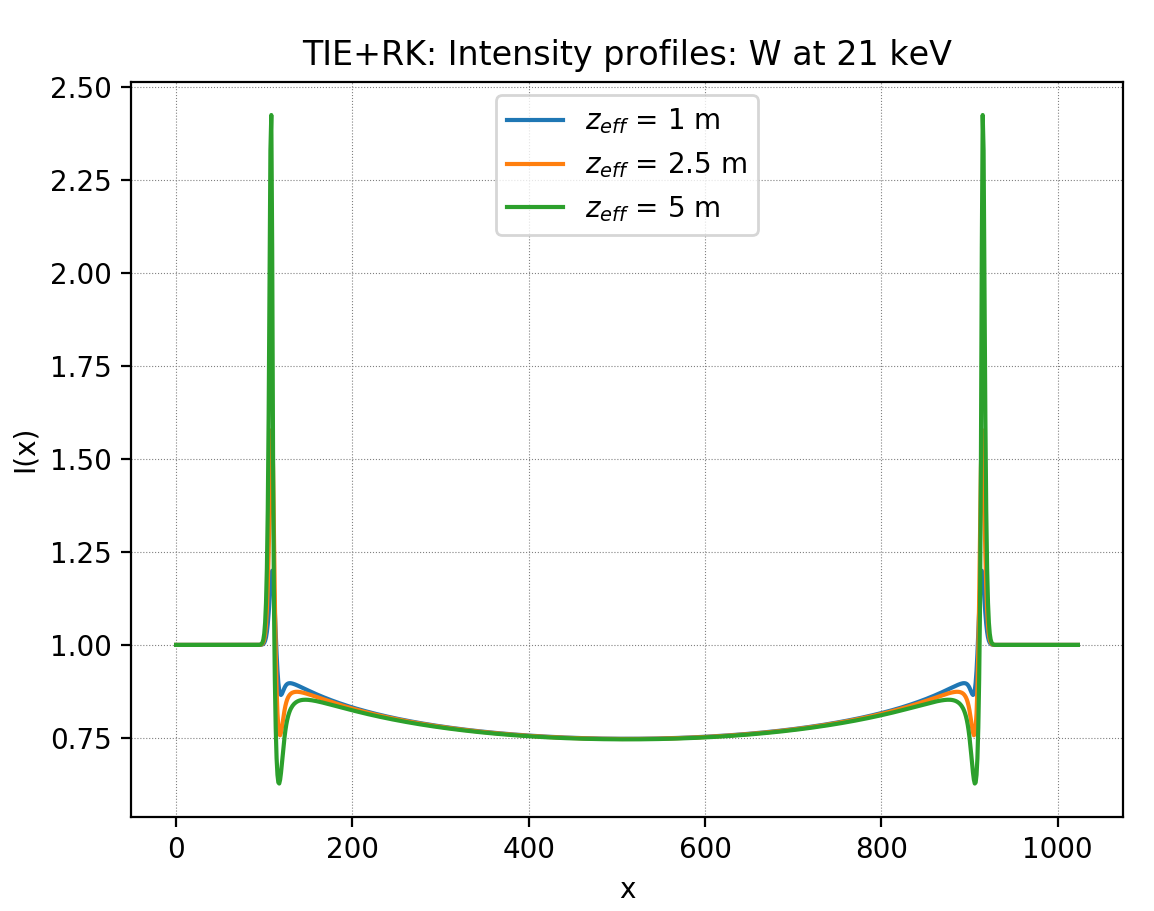 TIE+RK: Intensity profiles: W at 21 keV
z_eff = 1 m
z_eff = 2.5 m
z_eff = 5 m
I(x)
2.50
2.25
2.00
1.75
1.50
1.25
1.00
0.75
0 200 400 600 800 1000
x